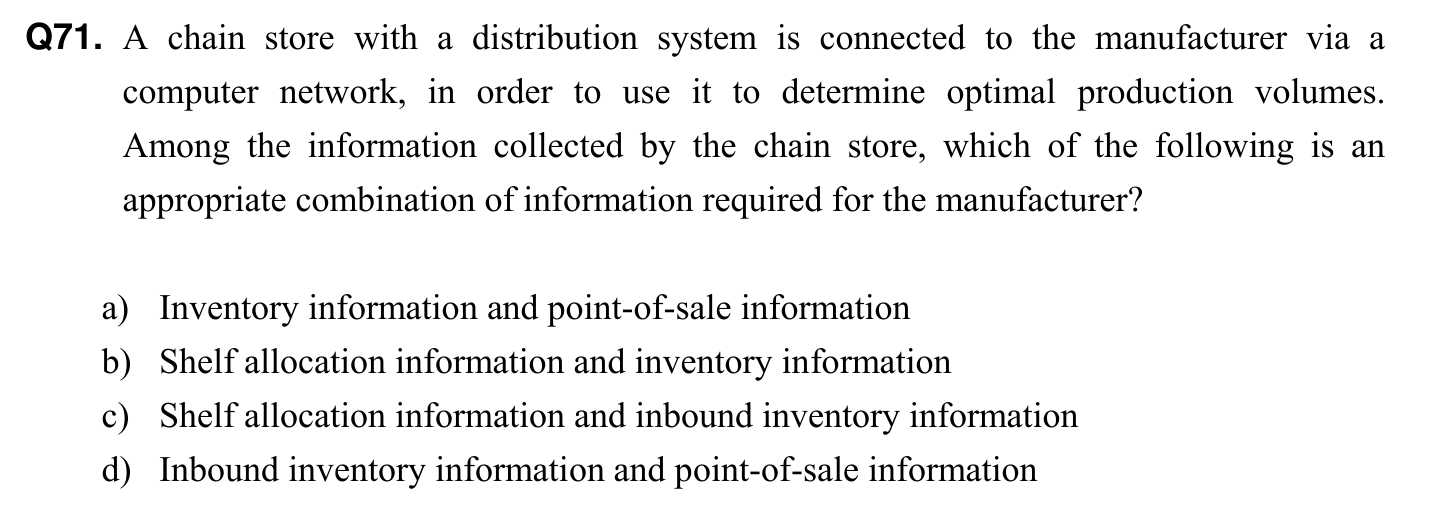 Q71. A chain store with a distribution system is connected to the manufacturer via a
computer network, in order to use it to determine optimal production volumes.
Among the information collected by the chain store, which of the following is an
appropriate combination of information required for the manufacturer?
a) Inventory information and point-of-sale information
b) Shelf allocation information and inventory information
c) Shelf allocation information and inbound inventory information
d) Inbound inventory information and point-of-sale information